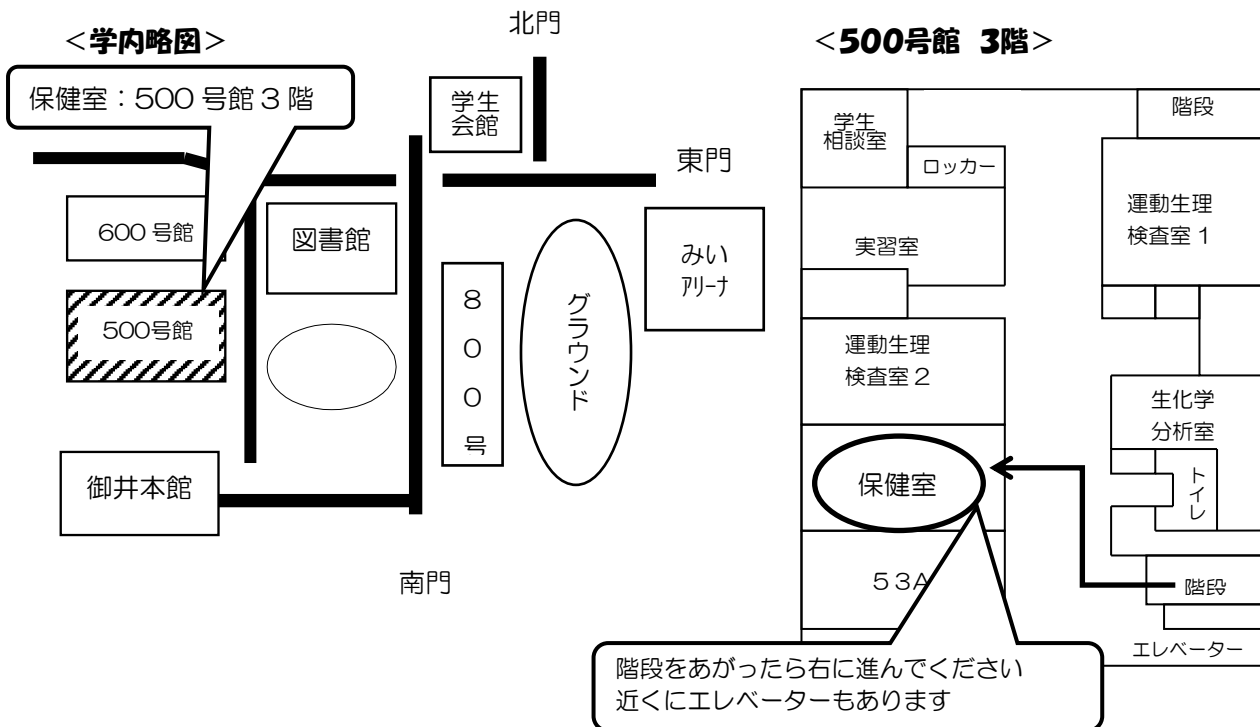 ＜学内略図＞
保健室：500号館3階
北門
学生
会館
東門
600号館
図書館
みい
アリーナ
500号館
８
０
０
号
グラウンド
御井本館
南門
＜500号館 3階＞
学生
相談室
ロッカー
階段
実習室
運動生理
検査室１
運動生理
検査室２
生化学
分析室
トイレ
保健室
５３A
階段
エレベーター
階段をあがったら右に進んでください
近くにエレベーターもあります